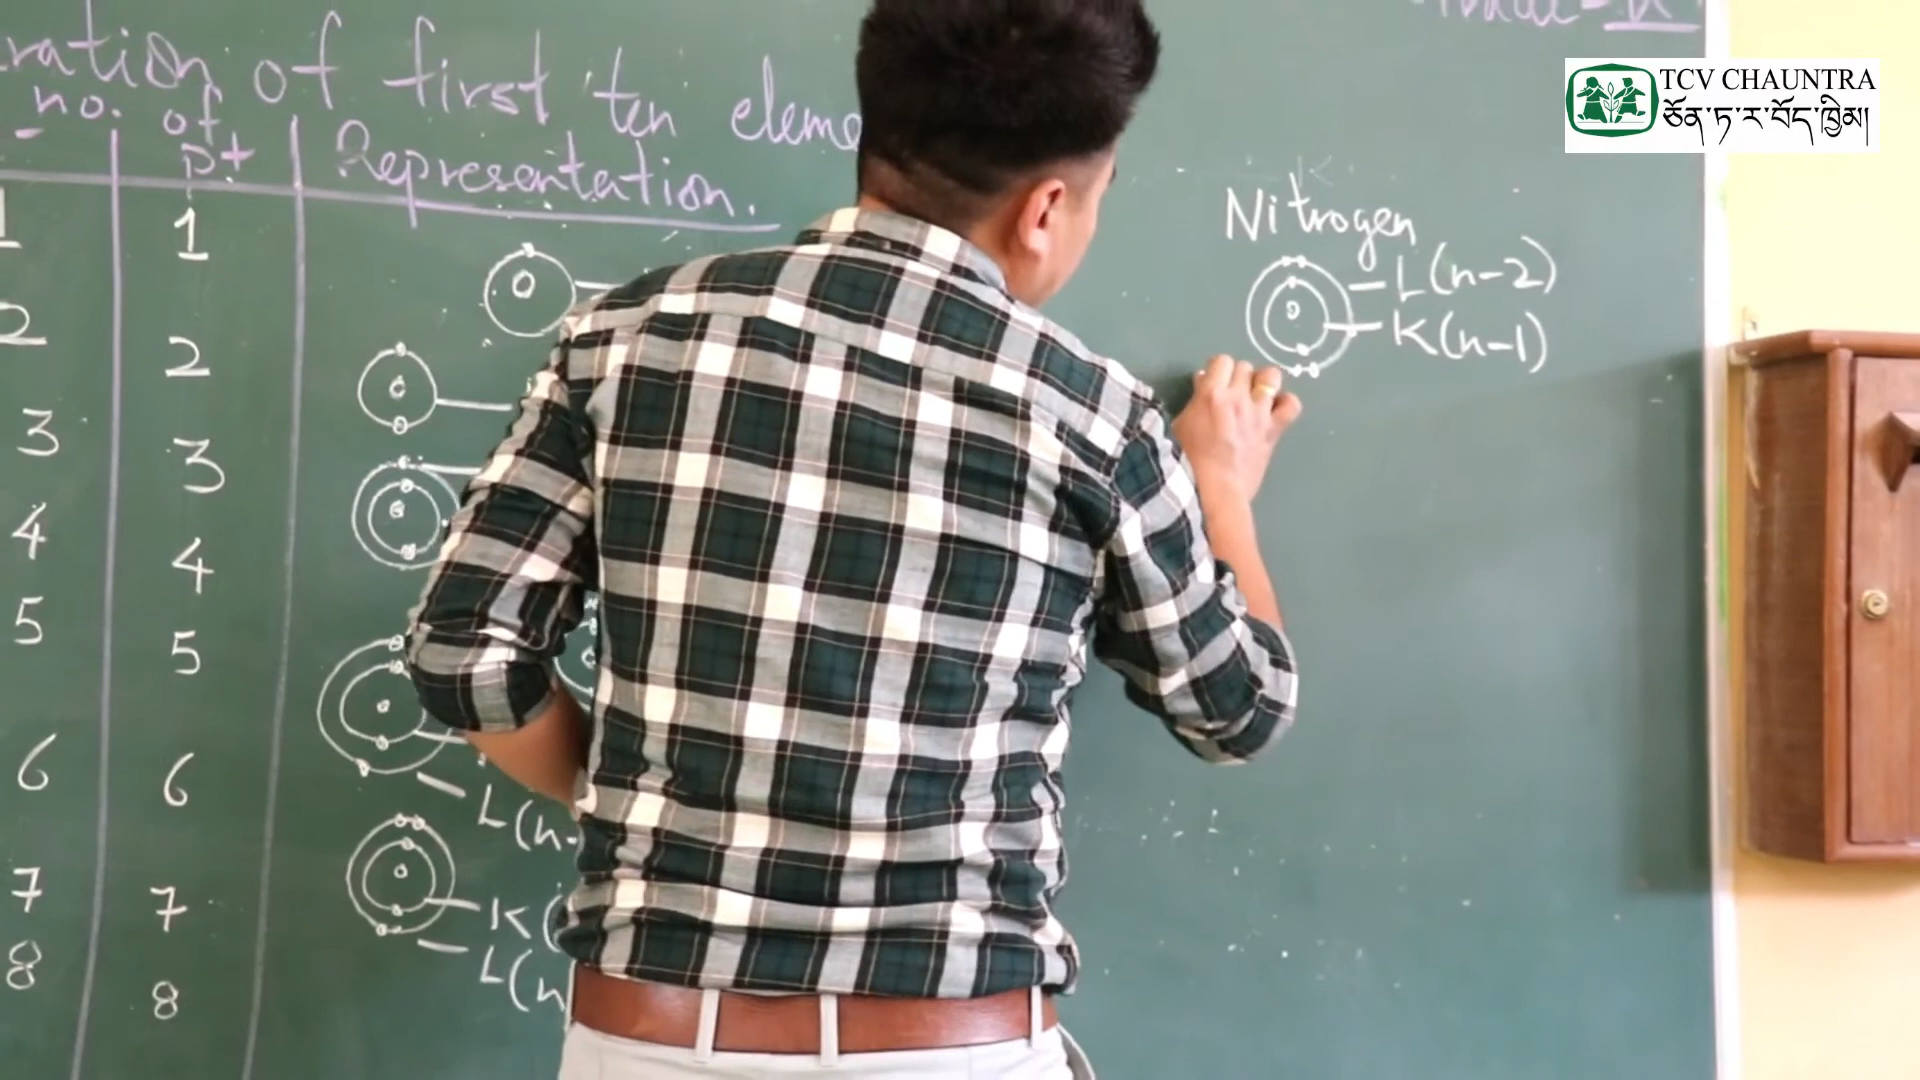 ration of first ten eleme
no. of
- p+ Representation.
1 1
2 2
3 3
4 4
5 5
6 6
L(n-
7 7
K(
8 8
L(n
Nitrogen
L(n-2)
K(n-1)
TCV CHAUNTRA
ཅོན་ཏ་ར་བོད་ཁྱིམ།